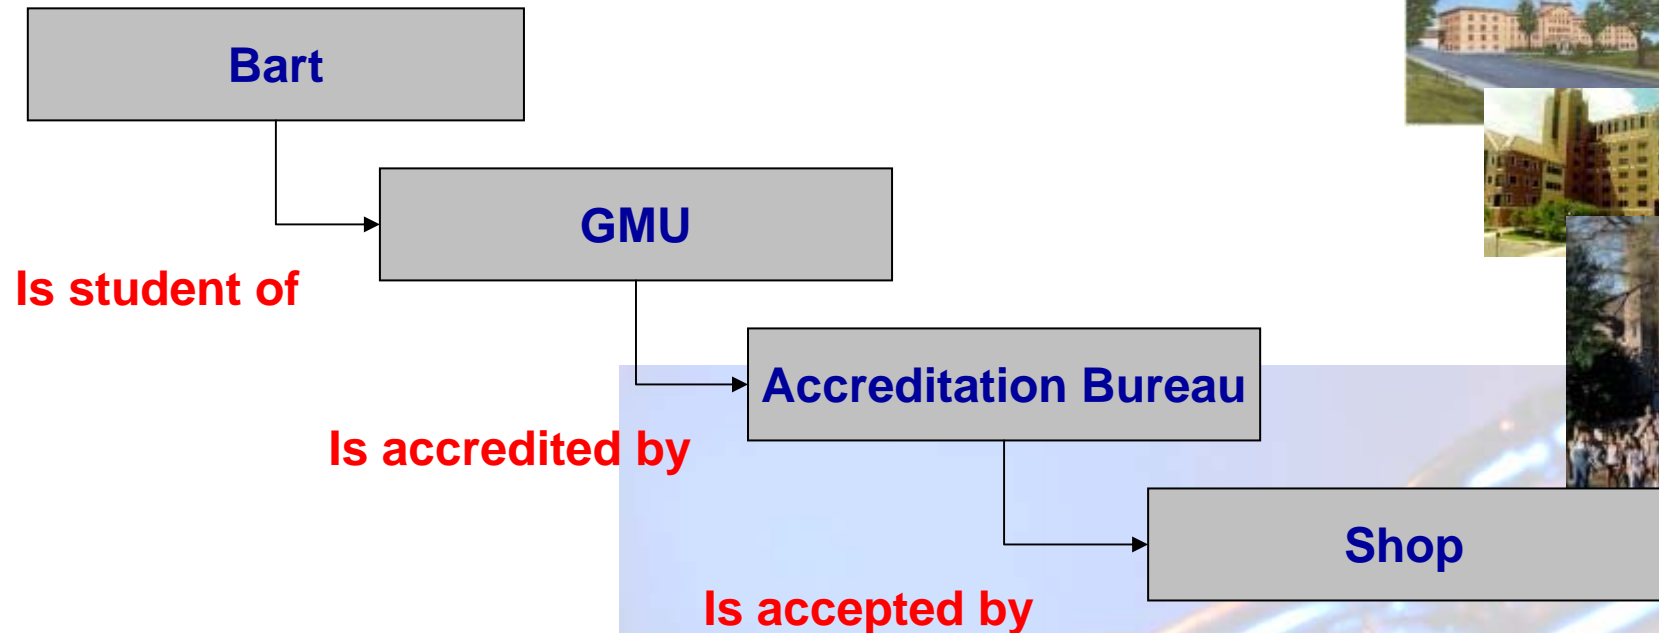 Bart
GMU
Is student of
Accreditation Bureau
Is accredited by
Shop
Is accepted by